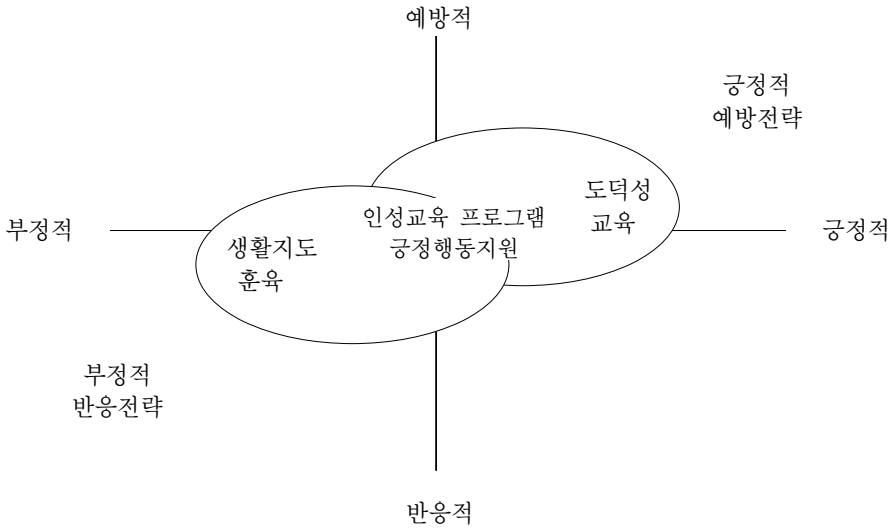 예방적
긍정적
예방전략
도덕성
교육
부정적
인성교육 프로그램
긍정행동지원
긍정적
생활지도
훈육
부정적
반응전략
반응적